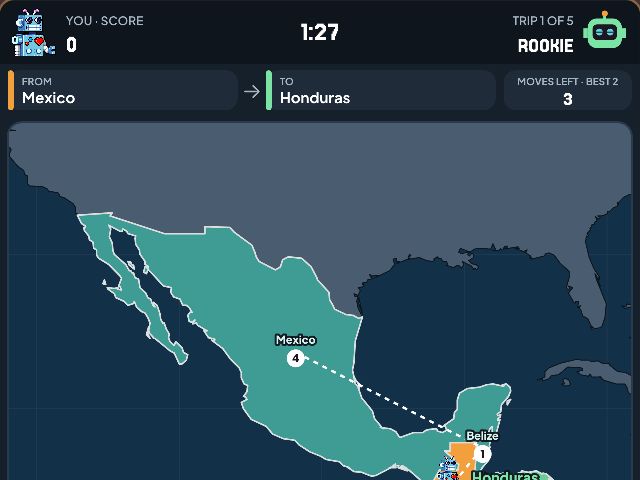 YOU · SCORE
0
1:27
TRIP 1 OF 5
ROOKIE
FROM
Mexico
TO
Honduras
MOVES LEFT · BEST 2
3
Mexico
4
Belize
1
Honduras